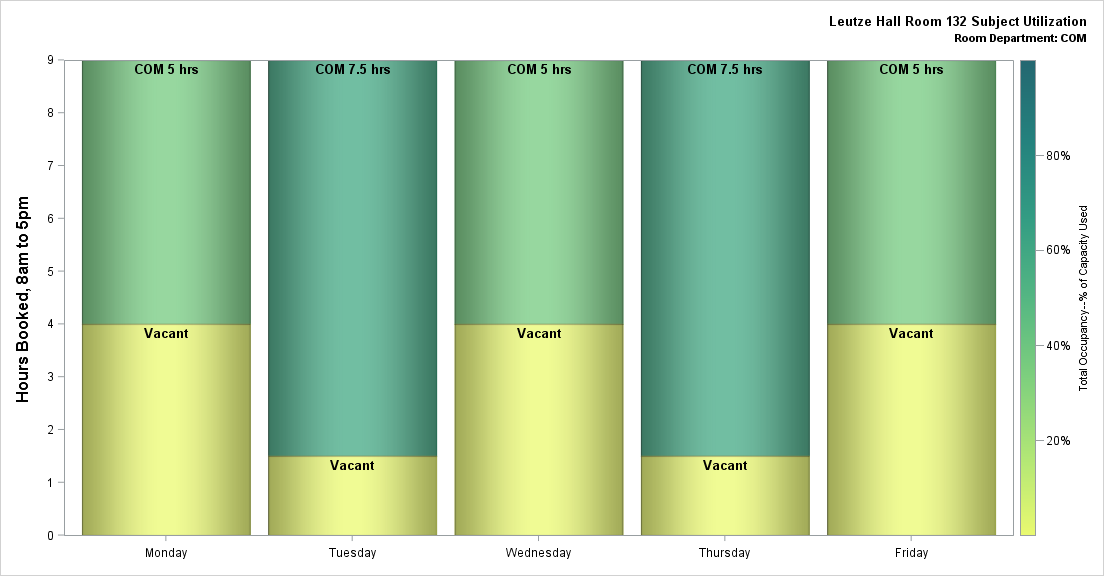 Leutze Hall Room 132 Subject Utilization
Room Department: COM
Hours Booked, 8am to 5pm
9
8
7
6
5
4
3
2
1
0
COM 5 hrs
COM 7.5 hrs
COM 5 hrs
COM 7.5 hrs
COM 5 hrs
Vacant
Vacant
Vacant
Vacant
Vacant
Monday
Tuesday
Wednesday
Thursday
Friday
80%
60%
40%
20%
Total Occupancy--% of Capacity Used